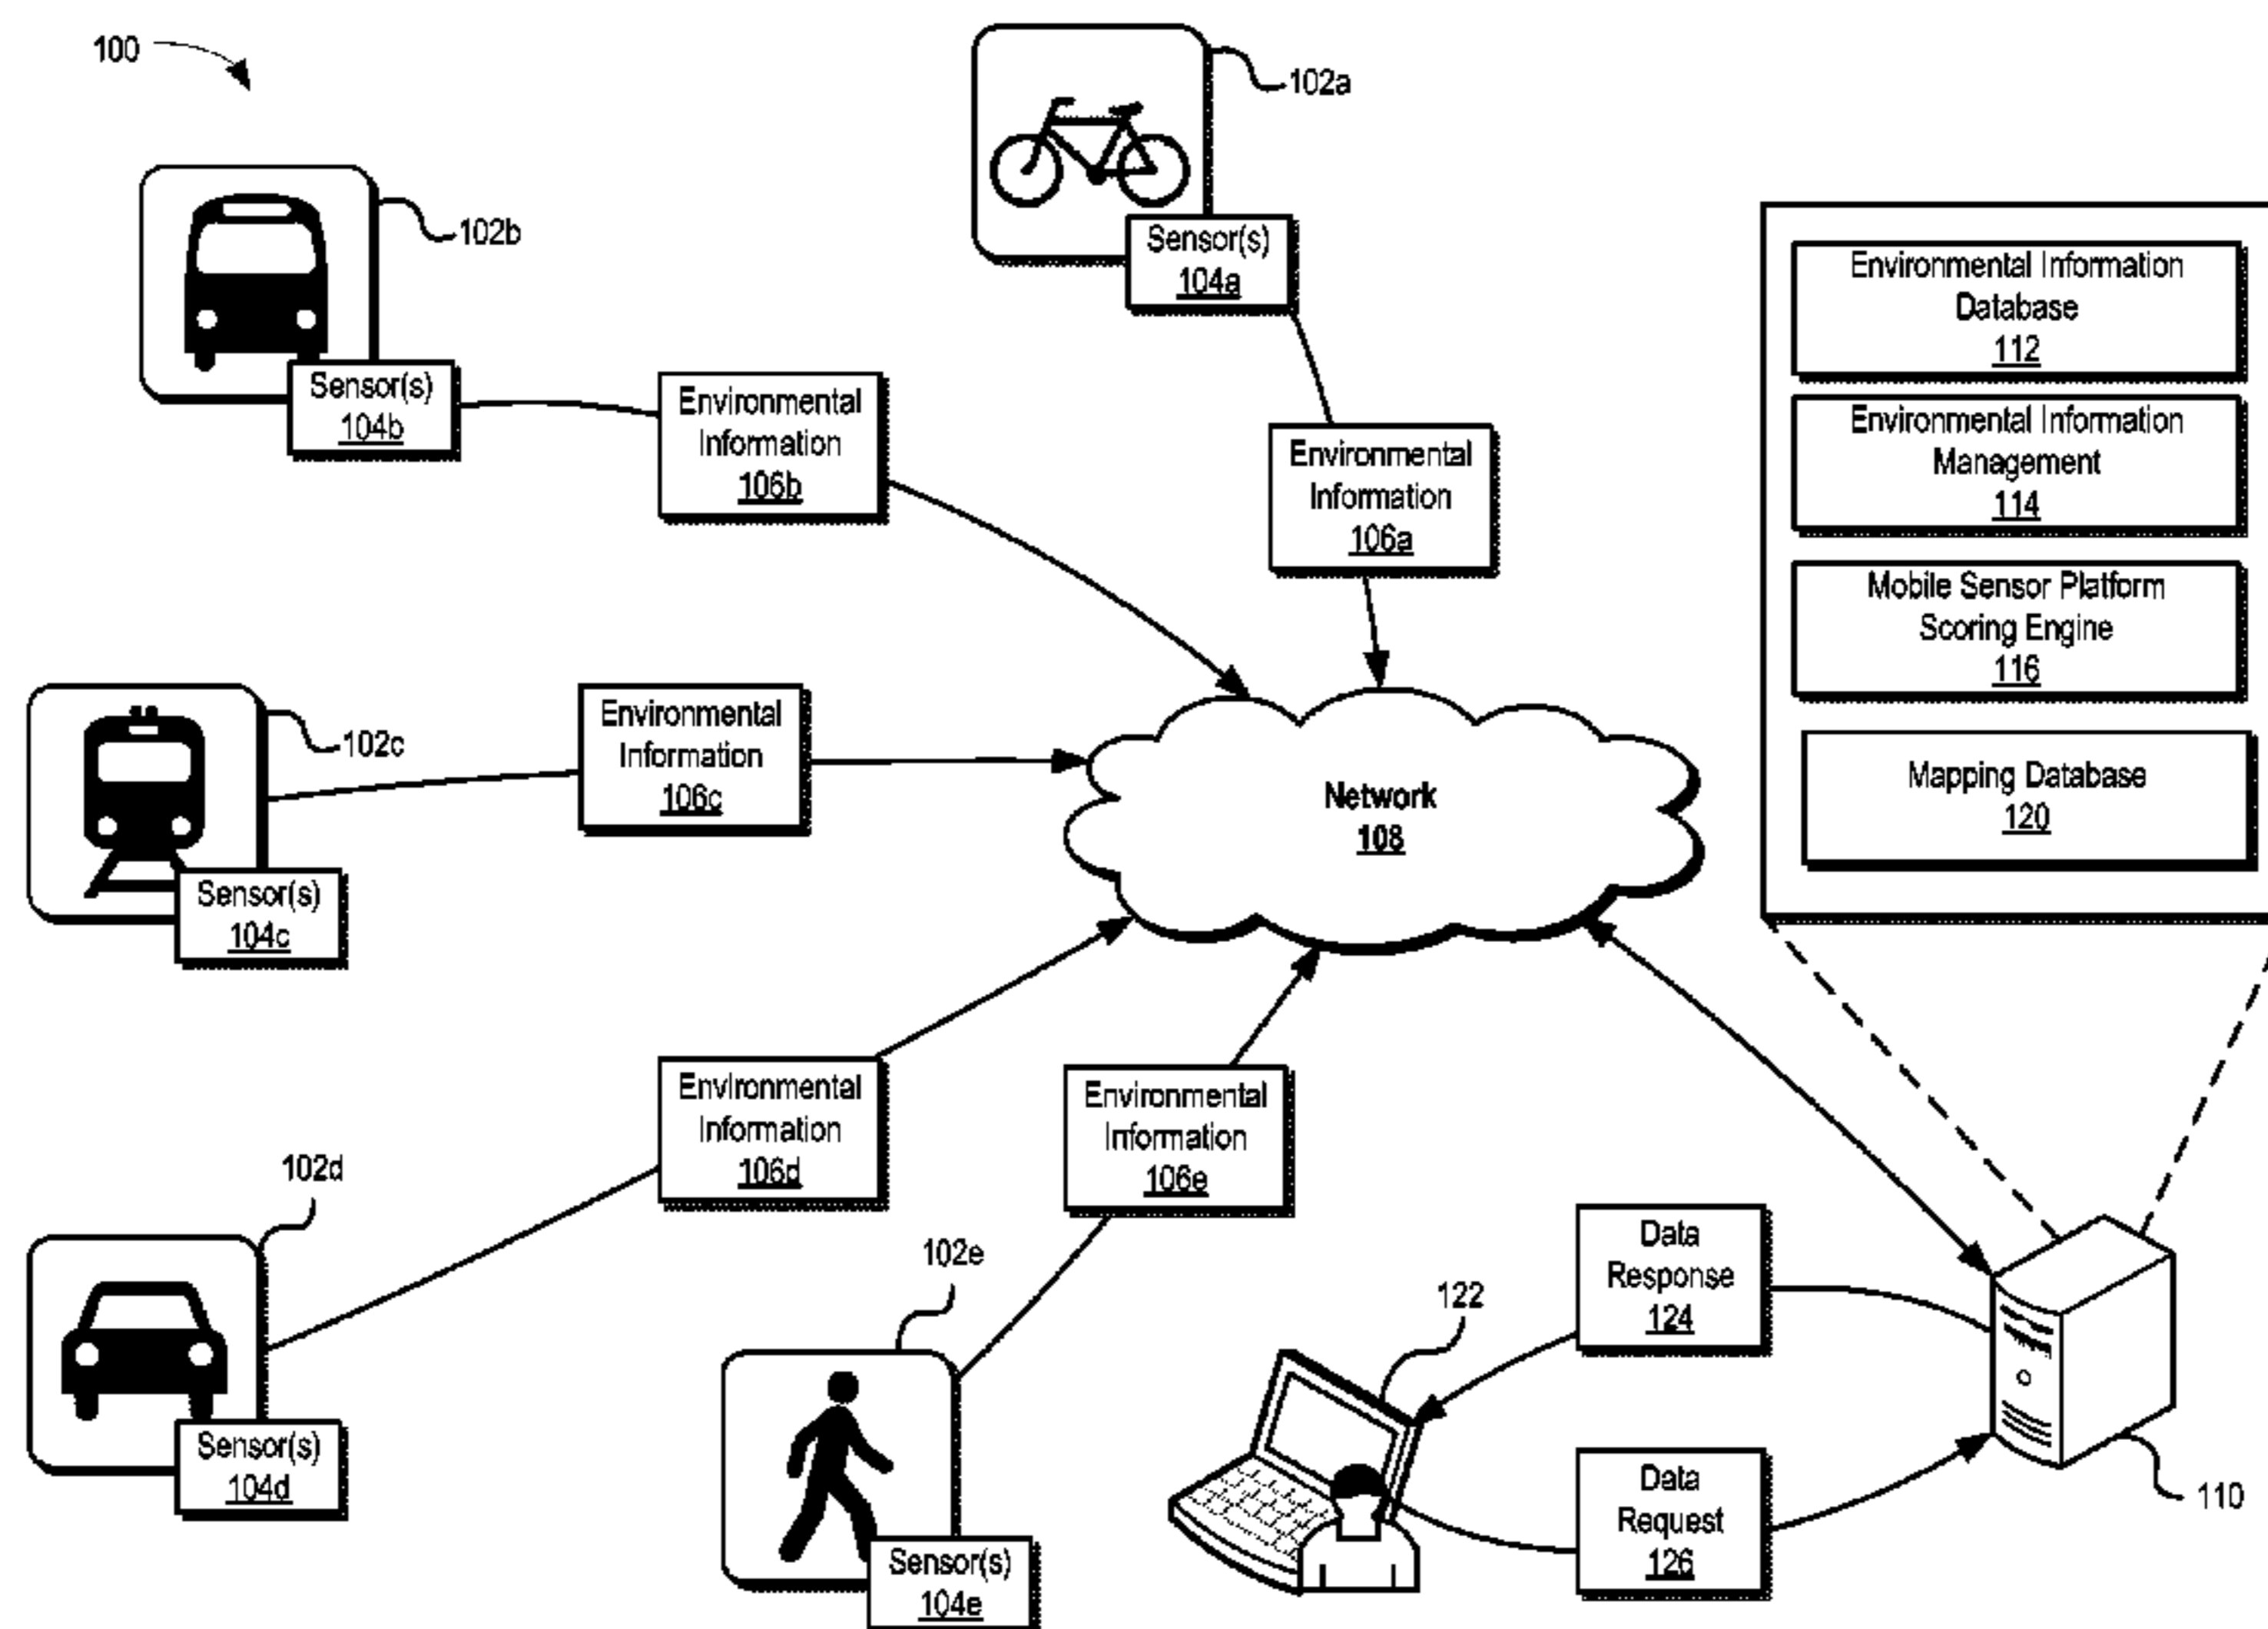 100
102a
Sensor(s)
104a
102b
Sensor(s)
104b
Environmental
Information
106b
Environmental
Information
106a
Environmental Information
Database
112
Environmental Information
Management
114
Mobile Sensor Platform
Scoring Engine
116
Mapping Database
120
102c
Sensor(s)
104c
Environmental
Information
106c
Network
108
102d
Sensor(s)
104d
Environmental
Information
106d
Environmental
Information
106e
102e
Sensor(s)
104e
122
Data
Response
124
Data
Request
126
110